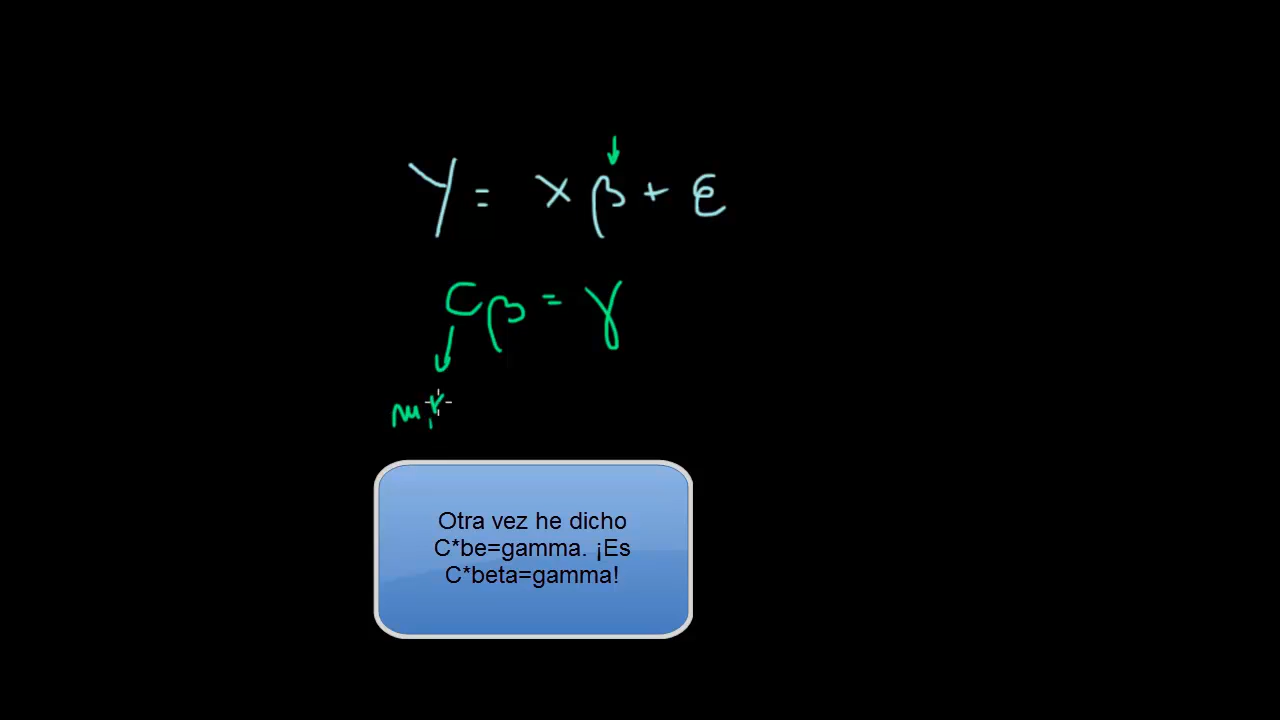 Y = Xβ + ε
Cβ = γ
Otra vez he dicho
C*be=gamma. ¡Es
C*beta=gamma!